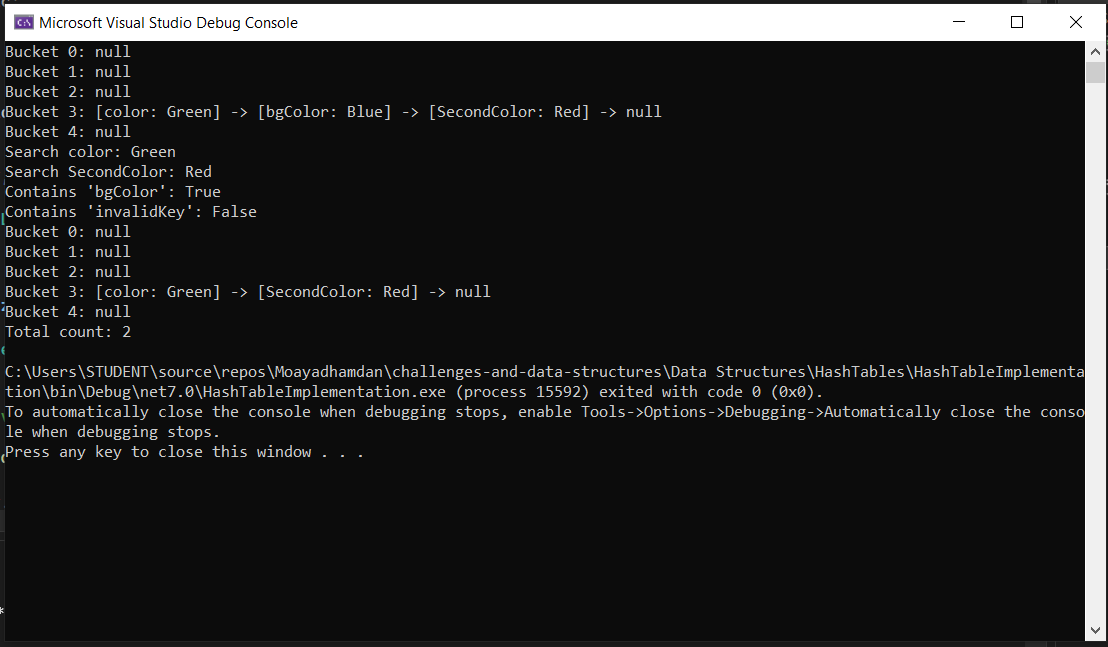 Microsoft Visual Studio Debug Console
Bucket 0: null
Bucket 1: null
Bucket 2: null
Bucket 3: [color: Green] -> [bgColor: Blue] -> [SecondColor: Red] -> null
Bucket 4: null
Search color: Green
Search SecondColor: Red
Contains 'bgColor': True
Contains 'invalidKey': False
Bucket 0: null
Bucket 1: null
Bucket 2: null
Bucket 3: [color: Green] -> [SecondColor: Red] -> null
Bucket 4: null
Total count: 2
C:\Users\STUDENT\source\repos\Moayadhamdan\challenges-and-data-structures\Data Structures\HashTables\HashTableImplementa
tion\bin\Debug\net7.0\HashTableImplementation.exe (process 15592) exited with code 0 (0x0).
To automatically close the console when debugging stops, enable Tools->Options->Debugging->Automatically close the conso
le when debugging stops.
Press any key to close this window . . .